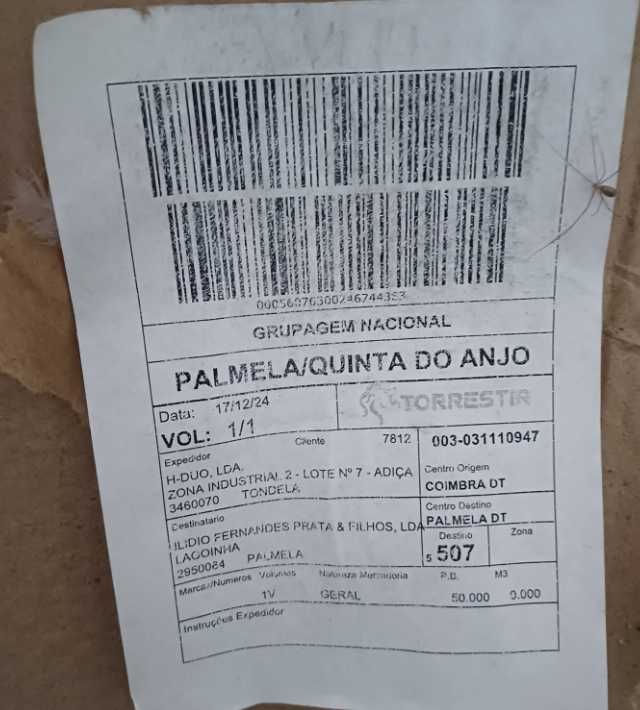 GRUPAGEM NACIONAL
PALMELA/QUINTA DO ANJO
Data: 17/12/24
TORRESTIR
VOL: 1/1
Cliente 7812
003-031110947
Expedidor
H-DUO, LDA.
ZONA INDUSTRIAL 2 - LOTE Nº 7 - ADIÇA
3460070 TONDELA
Centro Origem
COIMBRA DT
Centro Destino
PALMELA DT
Destinatário
ILIDIO FERNANDES PRATA & FILHOS, LDA
LAGOINHA
2950084 PALMELA
Destino
S 507
Zona
Marcas/Numeros Volumes Natureza Mercadoria P.B. M3
1V GERAL 50.000 0.000
Instruções Expedidor